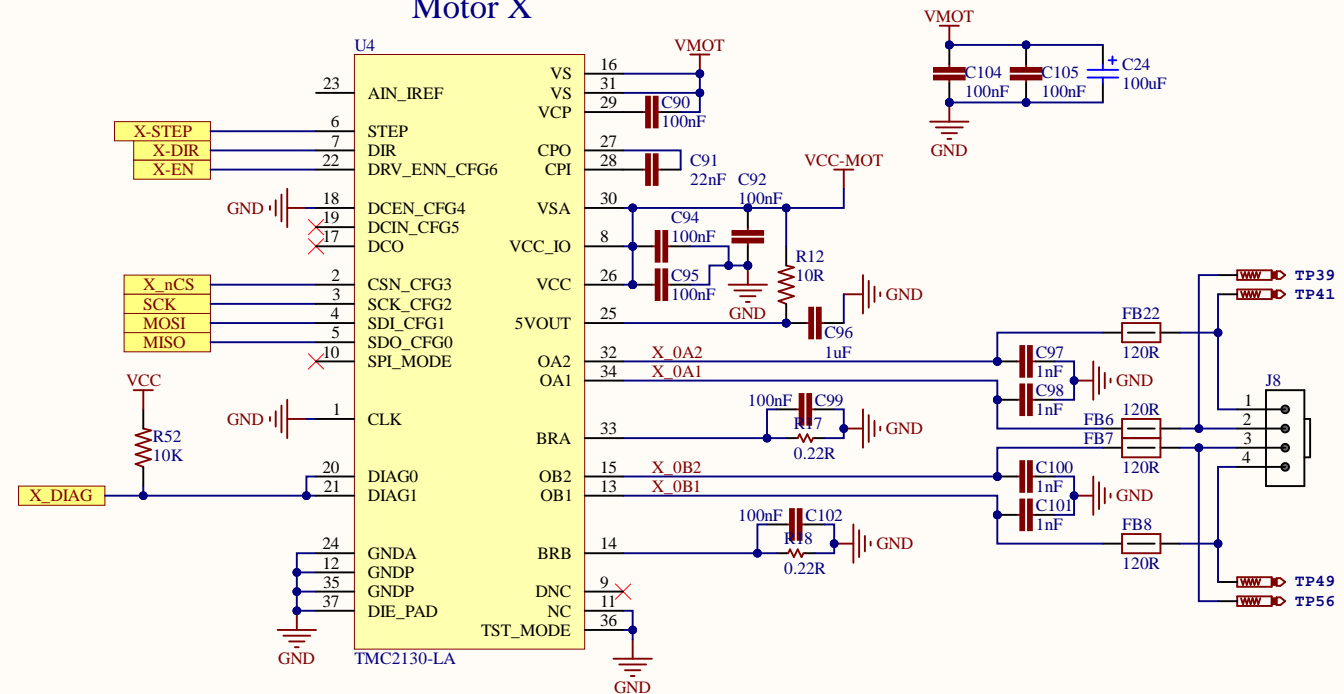 Motor X
U4
VMOT
VMOT
23 AIN_IREF
VS 16
VS 31
VCP 29
C90
100nF
C104
100nF
C105
100nF
+ C24
100uF
GND
X-STEP 6 STEP
X-DIR 7 DIR
X-EN 22 DRV_ENN_CFG6
CPO 27
CPI 28
C91
22nF
C92
100nF
VCC-MOT
GND 18 DCEN_CFG4
19 DCIN_CFG5
17 DCO
VSA 30
VCC_IO 8
VCC 26
5VOUT 25
C94
100nF
C95
100nF
GND
R12
10R
GND
C96
1uF
X_nCS 2 CSN_CFG3
SCK 3 SCK_CFG2
MOSI 4 SDI_CFG1
MISO 5 SDO_CFG0
10 SPI_MODE
OA2 32 X_0A2
OA1 34 X_0A1
C97
1nF
C98
1nF
GND
FB22
120R
TP39
TP41
VCC
R52
10K
GND 1 CLK
BRA 33
100nF C99
R17
0.22R
GND
120R
FB6
FB7
120R
J8
1
2
3
4
20 DIAG0
X_DIAG 21 DIAG1
OB2 15 X_0B2
OB1 13 X_0B1
C100
1nF
C101
1nF
GND
100nF C102
R18
0.22R
GND
BRB 14
FB8
120R
24 GNDA
12 GNDP
35 GNDP
37 DIE_PAD
GND
DNC 9
NC 11
TST_MODE 36
GND
TP49
TP56
TMC2130-LA